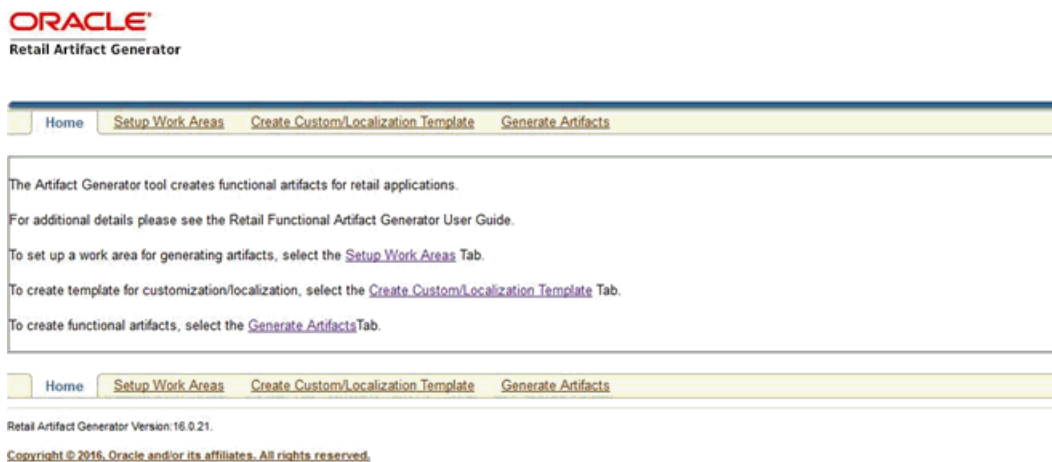 ORACLE
Retail Artifact Generator
Home Setup Work Areas Create Custom/Localization Template Generate Artifacts
The Artifact Generator tool creates functional artifacts for retail applications.
For additional details please see the Retail Functional Artifact Generator User Guide.
To set up a work area for generating artifacts, select the Setup Work Areas Tab.
To create template for customization/localization, select the Create Custom/Localization Template Tab.
To create functional artifacts, select the Generate ArtifactsTab.
Home Setup Work Areas Create Custom/Localization Template Generate Artifacts
Retail Artifact Generator Version:16.0.21.
Copyright © 2016, Oracle and/or its affiliates. All rights reserved.